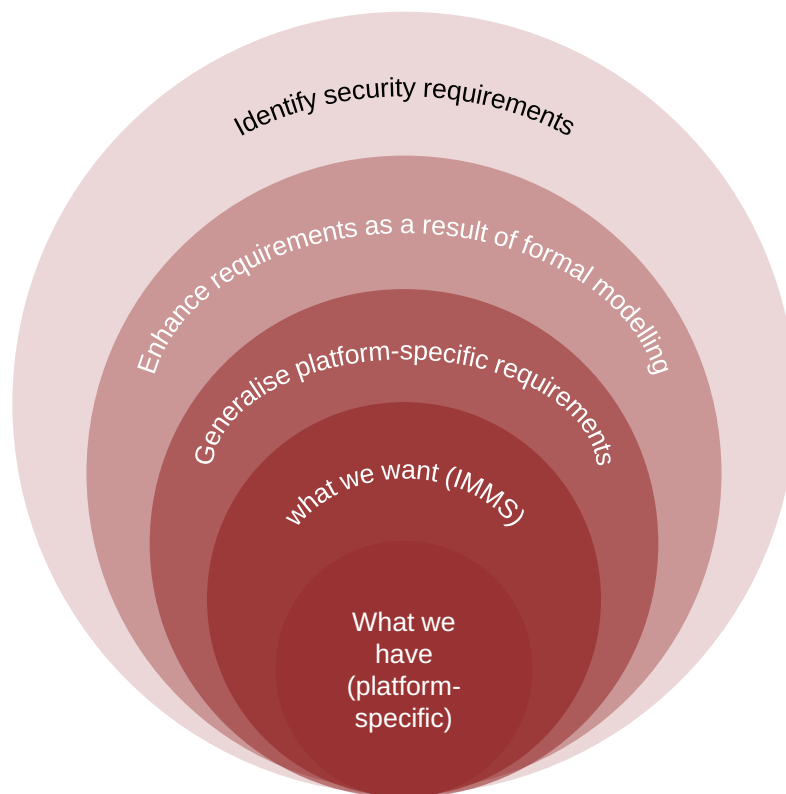 Identify security requirements
Enhance requirements as a result of formal modelling
Generalise platform-specific requirements
what we want (IMMS)
What we
have
(platform-
specific)